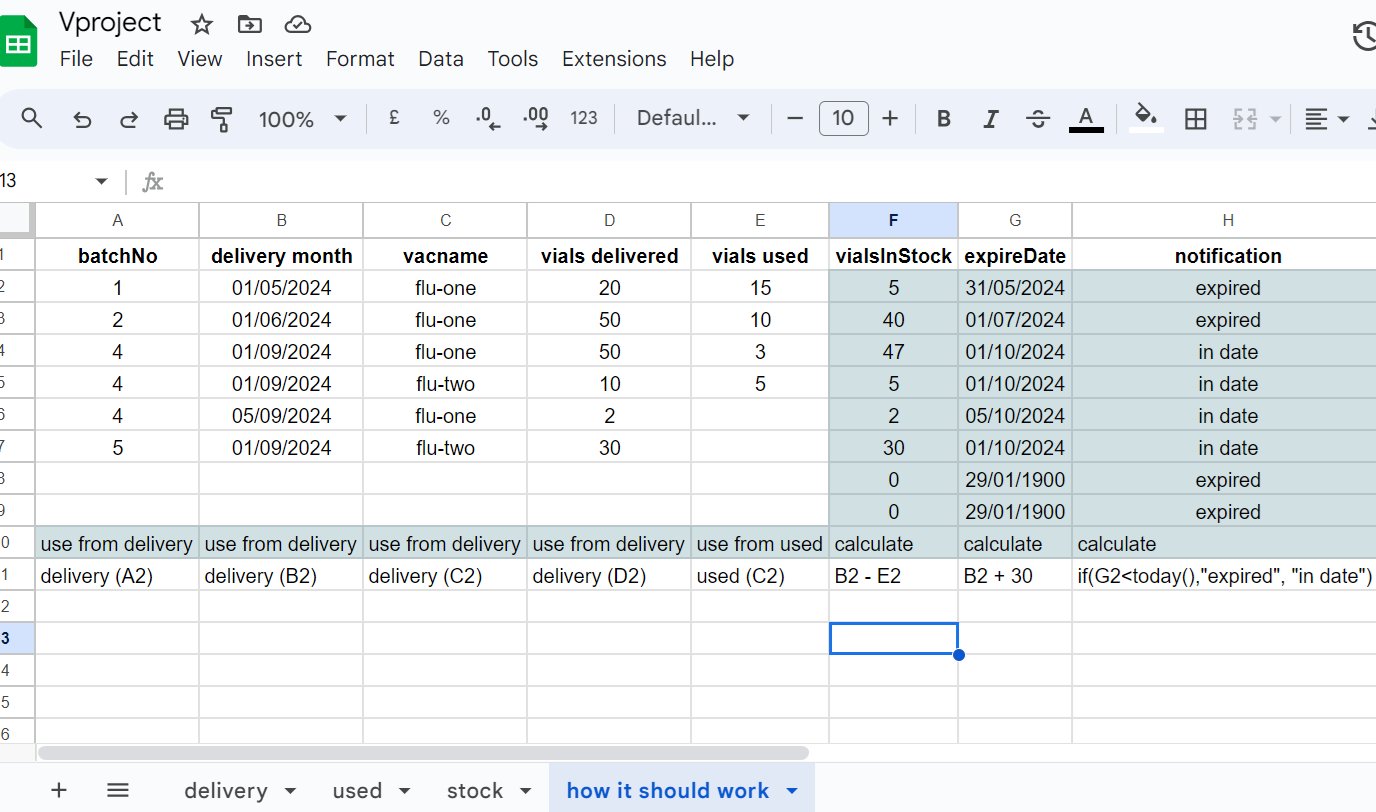 Vproject
File Edit View Insert Format Data Tools Extensions Help
100% £ % .0 .00 123 Defaul... 10 B I A
13 fx
A B C D E F G H
1 batchNo delivery month vacname vials delivered vials used vialsInStock expireDate notification
2 1 01/05/2024 flu-one 20 15 5 31/05/2024 expired
3 2 01/06/2024 flu-one 50 10 40 01/07/2024 expired
4 4 01/09/2024 flu-one 50 3 47 01/10/2024 in date
5 4 01/09/2024 flu-two 10 5 5 01/10/2024 in date
6 4 05/09/2024 flu-one 2 2 05/10/2024 in date
7 5 01/09/2024 flu-two 30 30 01/10/2024 in date
8 0 29/01/1900 expired
9 0 29/01/1900 expired
0 use from delivery use from delivery use from delivery use from delivery use from used calculate calculate calculate
1 delivery (A2) delivery (B2) delivery (C2) delivery (D2) used (C2) B2 - E2 B2 + 30 if(G2<today(),"expired", "in date")
2
3
4
5
6
+ delivery used stock how it should work